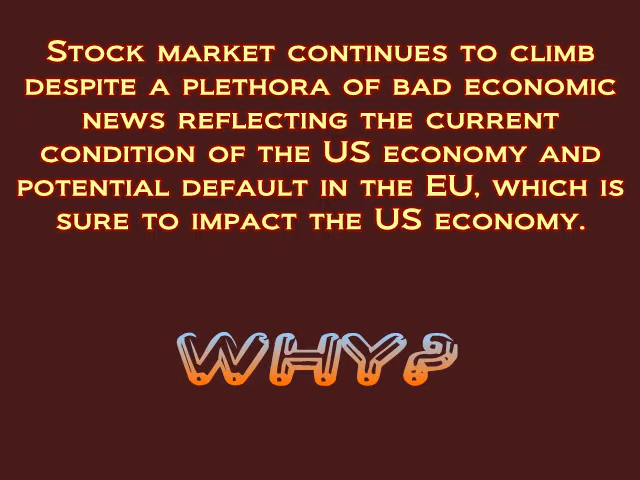 Stock market continues to climb
despite a plethora of bad economic
news reflecting the current
condition of the US economy and
potential default in the EU, which is
sure to impact the US economy.
WHY?